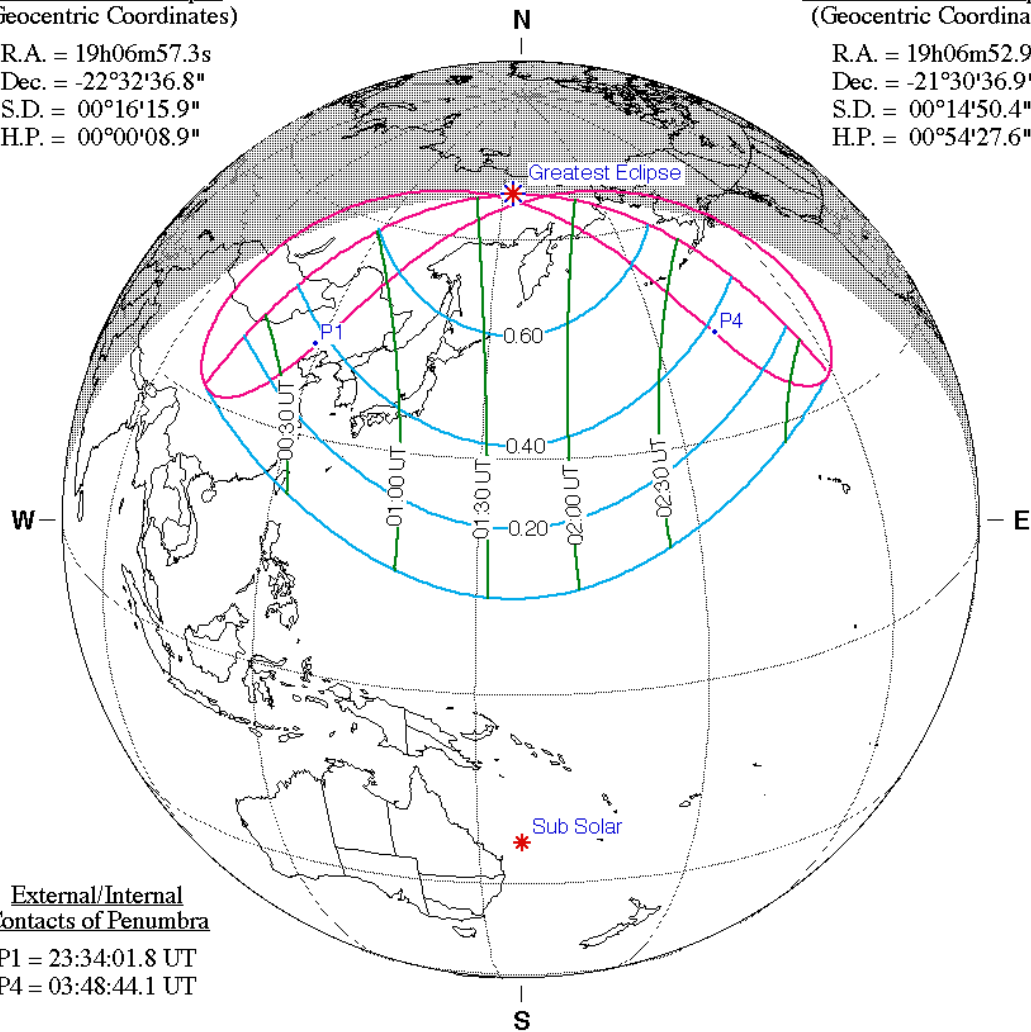 Geocentric Coordinates)
R.A. = 19h06m57.3s
Dec. = -22°32'36.8"
S.D. = 00°16'15.9"
H.P. = 00°00'08.9"
N
(Geocentric Coordina
R.A. = 19h06m52.9
Dec. = -21°30'36.9'
S.D. = 00°14'50.4"
H.P. = 00°54'27.6"
Greatest Eclipse
P1
P4
0.60
0.40
0.20
00:30 UT
01:00 UT
01:30 UT
02:00 UT
02:30 UT
W
E
Sub Solar
External/Internal
Contacts of Penumbra
P1 = 23:34:01.8 UT
P4 = 03:48:44.1 UT
S